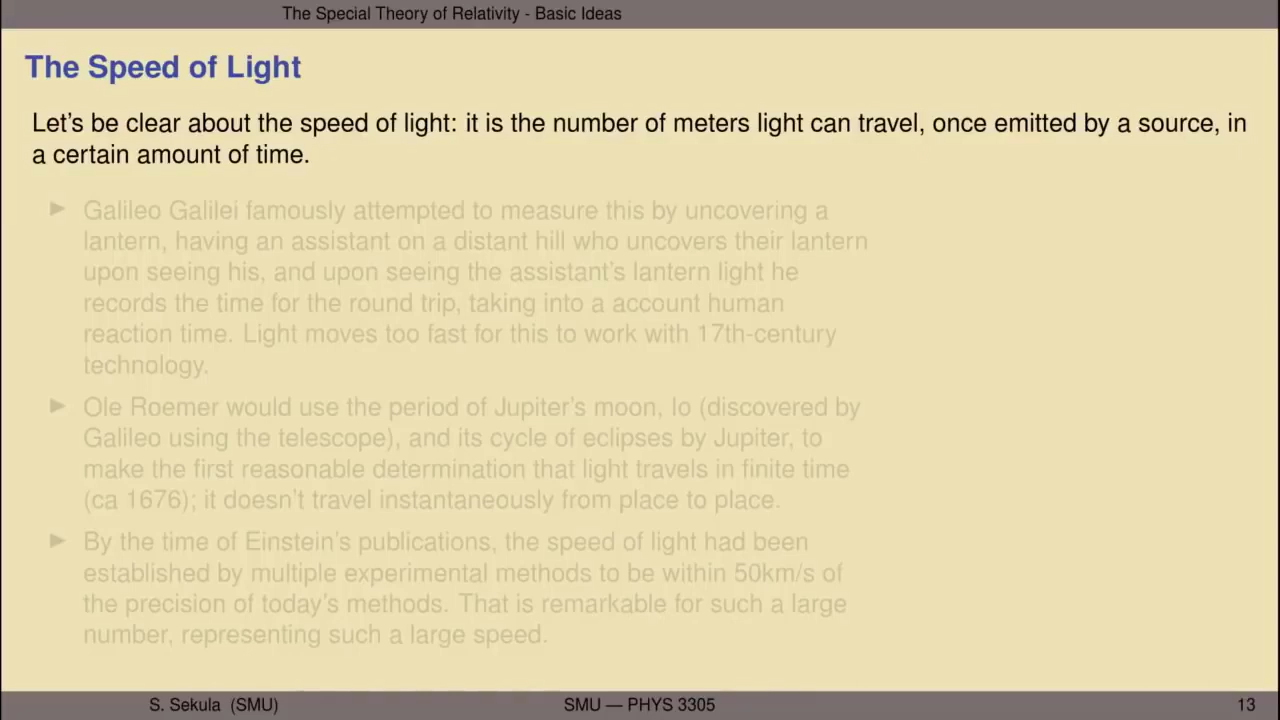 The Special Theory of Relativity - Basic Ideas
The Speed of Light
Let's be clear about the speed of light: it is the number of meters light can travel, once emitted by a source, in
a certain amount of time.
Galileo Galilei famously attempted to measure this by uncovering a
lantern, having an assistant on a distant hill who uncovers their lantern
upon seeing his, and upon seeing the assistant's lantern light he
records the time for the round trip, taking into a account human
reaction time. Light moves too fast for this to work with 17th-century
technology.
Ole Roemer would use the period of Jupiter's moon, Io (discovered by
Galileo using the telescope), and its cycle of eclipses by Jupiter, to
make the first reasonable determination that light travels in finite time
(ca 1676); it doesn't travel instantaneously from place to place.
By the time of Einstein's publications, the speed of light had been
established by multiple experimental methods to be within 50km/s of
the precision of today's methods. That is remarkable for such a large
number, representing such a large speed.
S. Sekula (SMU) SMU — PHYS 3305 13